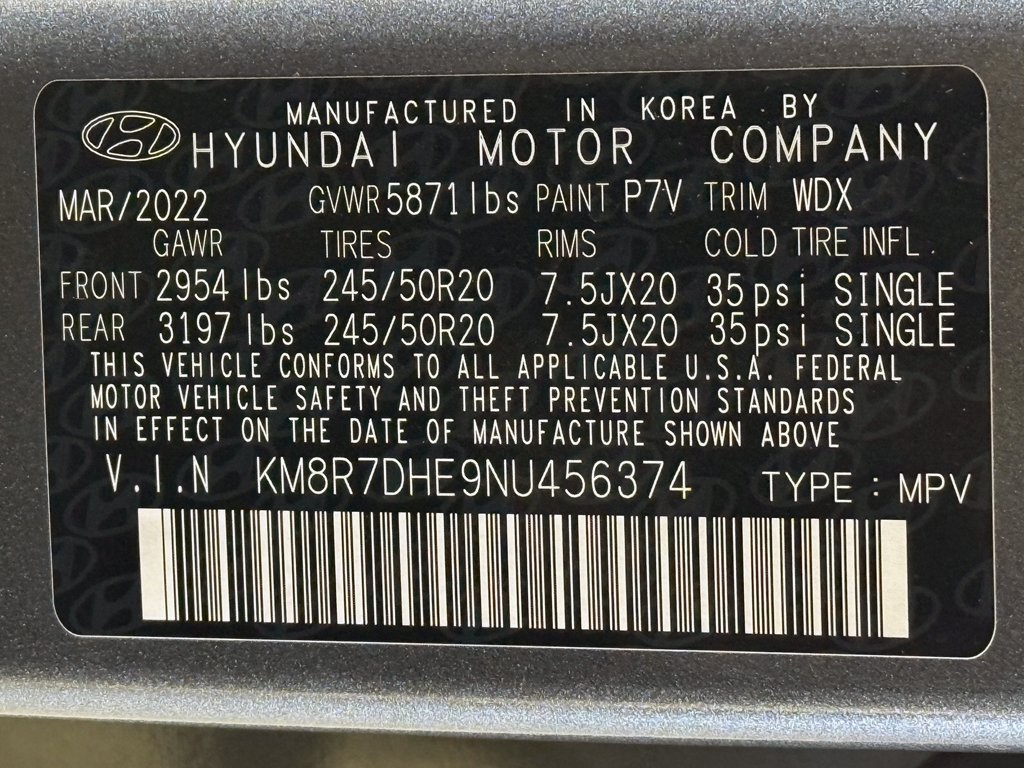 MANUFACTURED IN KOREA BY
HYUNDAI MOTOR COMPANY
MAR/2022 GVWR 5871 lbs PAINT P7V TRIM WDX
GAWR TIRES RIMS COLD TIRE INFL.
FRONT 2954 lbs 245/50R20 7.5JX20 35psi SINGLE
REAR 3197 lbs 245/50R20 7.5JX20 35psi SINGLE
THIS VEHICLE CONFORMS TO ALL APPLICABLE U.S.A. FEDERAL
MOTOR VEHICLE SAFETY AND THEFT PREVENTION STANDARDS
IN EFFECT ON THE DATE OF MANUFACTURE SHOWN ABOVE
V.I.N KM8R7DHE9NU456374 TYPE : MPV